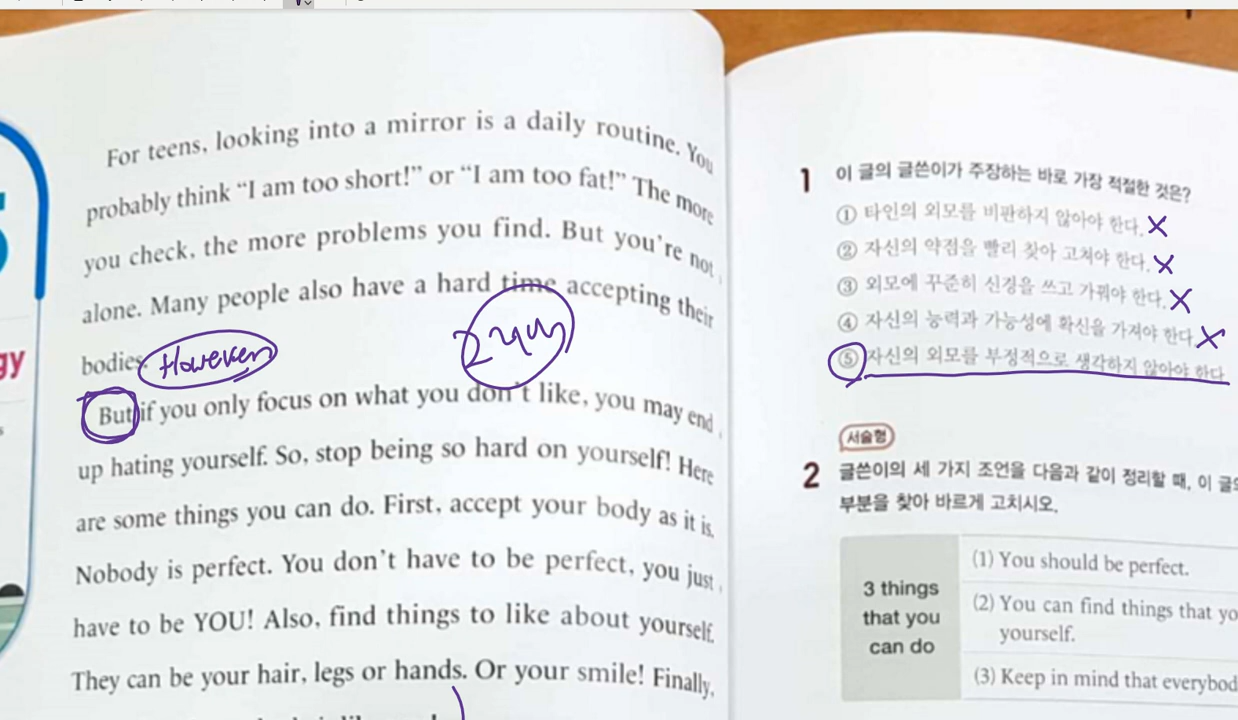 For teens, looking into a mirror is a daily routine. You
probably think “I am too short!” or “I am too fat!” The more
you check, the more problems you find. But you’re not
alone. Many people also have a hard time accepting their
bodies.
However
But if you only focus on what you don’t like, you may end
up hating yourself. So, stop being so hard on yourself! Here
are some things you can do. First, accept your body as it is.
Nobody is perfect. You don’t have to be perfect, you just
have to be YOU! Also, find things to like about yourself.
They can be your hair, legs or hands. Or your smile! Finally,
gy
1 이 글의 글쓴이가 주장하는 바로 가장 적절한 것은?
① 타인의 외모를 비판하지 않아야 한다. X
② 자신의 약점을 빨리 찾아 고쳐야 한다. X
③ 외모에 꾸준히 신경을 쓰고 가꿔야 한다. X
④ 자신의 능력과 가능성에 확신을 가져야 한다. X
⑤ 자신의 외모를 부정적으로 생각하지 않아야 한다
서술형
2 글쓴이의 세 가지 조언을 다음과 같이 정리할 때, 이 글의
부분을 찾아 바르게 고치시오.
3 things
that you
can do
(1) You should be perfect.
(2) You can find things that yo
yourself.
(3) Keep in mind that everybod